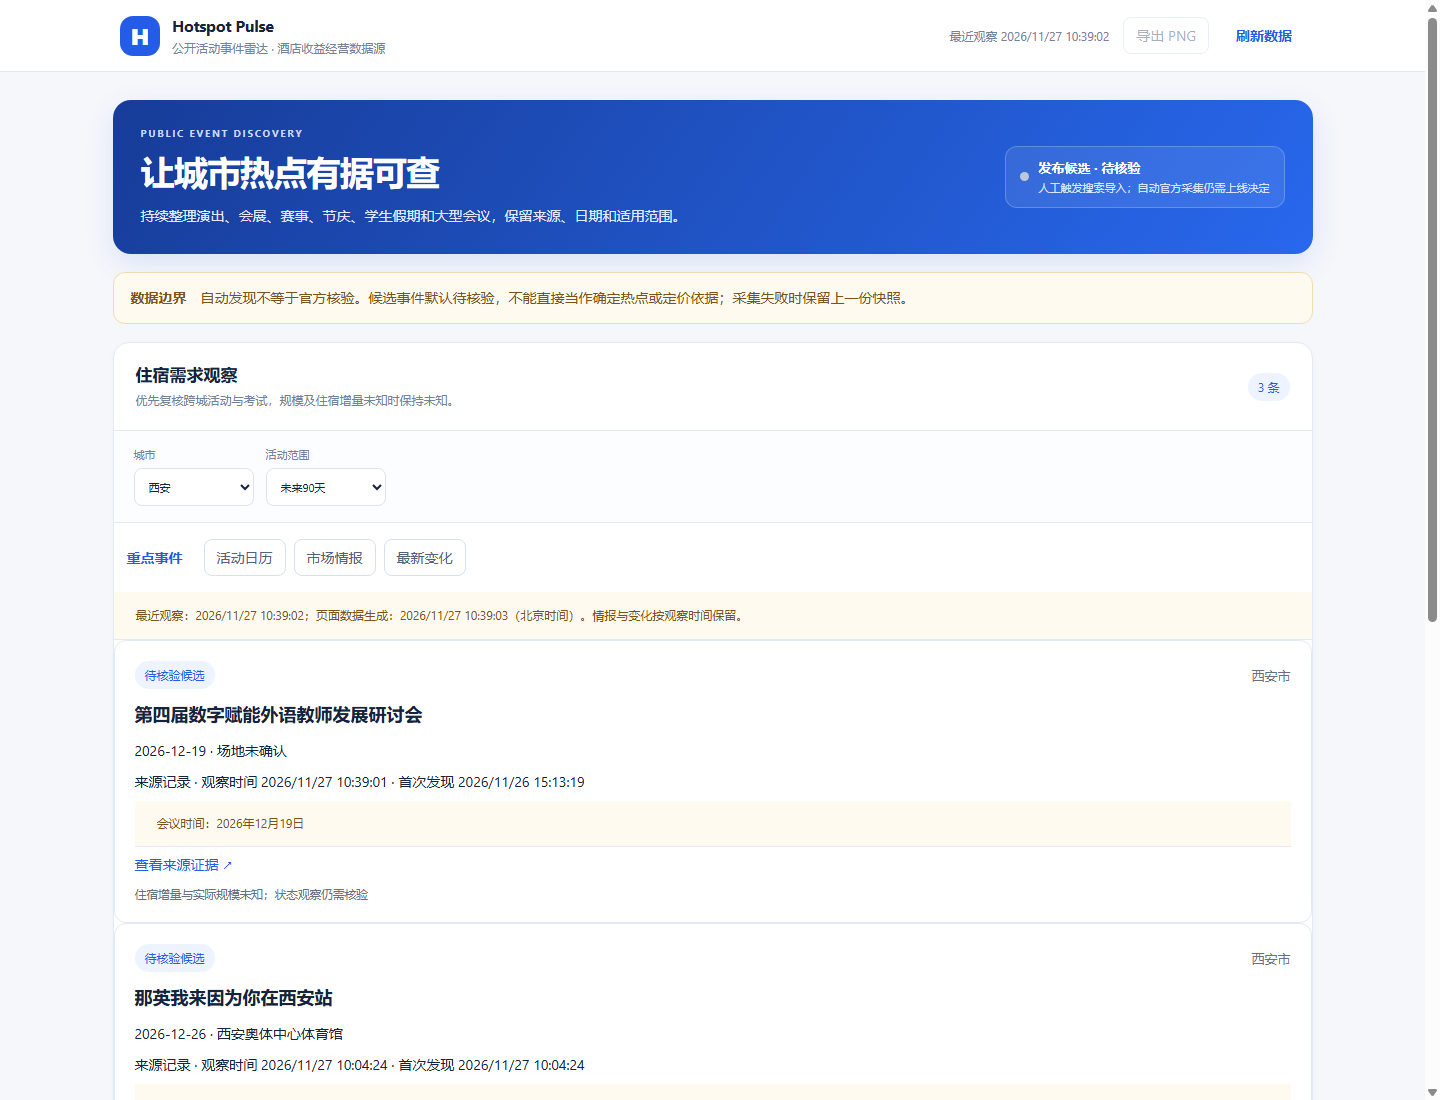 H
Hotspot Pulse
公开活动事件雷达 · 酒店收益经营数据源
最近观察 2026/11/27 10:39:02
导出 PNG
刷新数据
PUBLIC EVENT DISCOVERY
让城市热点有据可查
持续整理演出、会展、赛事、节庆、学生假期和大型会议，保留来源、日期和适用范围。
发布候选 · 待核验
人工触发搜索导入；自动官方采集仍需上线决定
数据边界 自动发现不等于官方核验。候选事件默认待核验，不能直接当作确定热点或定价依据；采集失败时保留上一份快照。
住宿需求观察
优先复核跨城活动与考试，规模及住宿增量未知时保持未知。
3 条
城市
活动范围
西安
未来90天
重点事件
活动日历
市场情报
最新变化
最近观察：2026/11/27 10:39:02；页面数据生成：2026/11/27 10:39:03（北京时间）。情报与变化按观察时间保留。
待核验候选
西安市
第四届数字赋能外语教师发展研讨会
2026-12-19 · 场地未确认
来源记录 · 观察时间 2026/11/27 10:39:01 · 首次发现 2026/11/26 15:13:19
会议时间：2026年12月19日
查看来源证据 ↗
住宿增量与实际规模未知；状态观察仍需核验
待核验候选
西安市
那英我来因为你在西安站
2026-12-26 · 西安奥体中心体育馆
来源记录 · 观察时间 2026/11/27 10:04:24 · 首次发现 2026/11/27 10:04:24